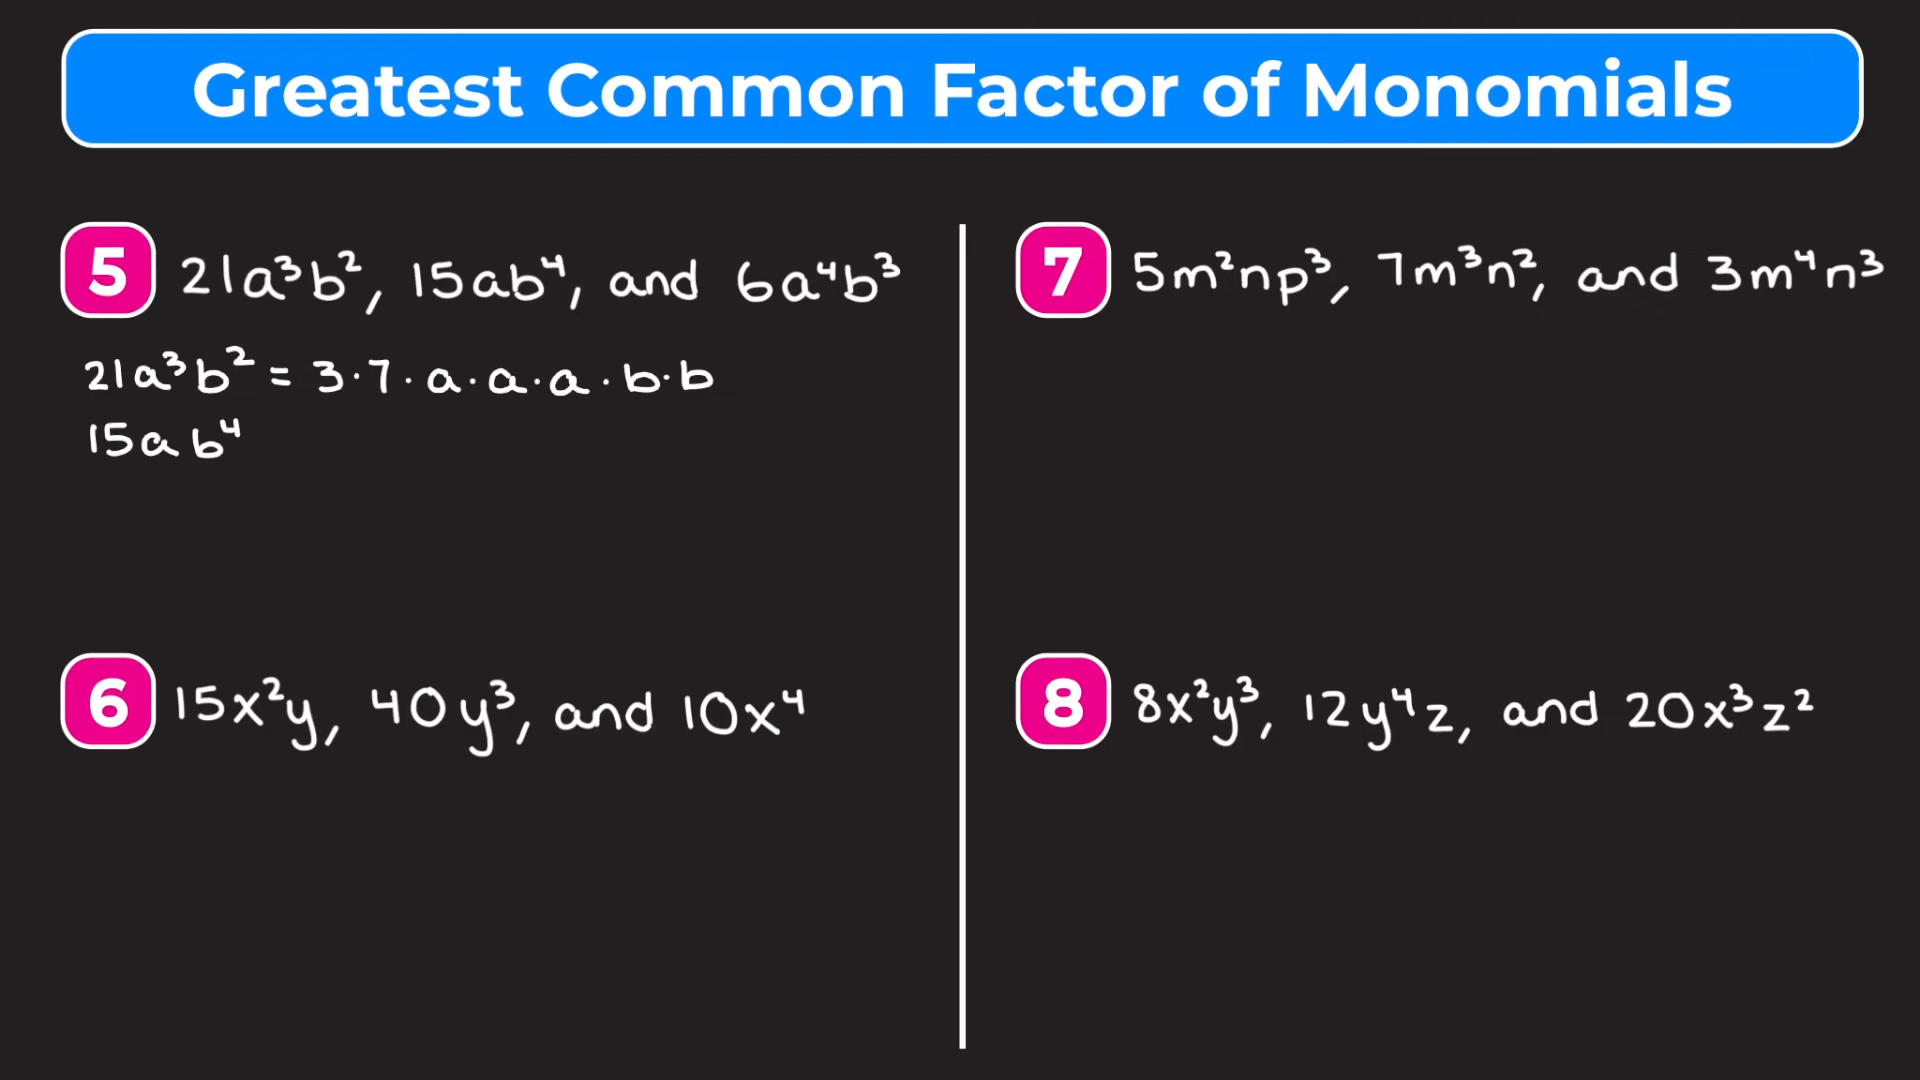 Greatest Common Factor of Monomials
5 21a³b², 15ab⁴, and 6a⁴b³
21a³b² = 3·7·a·a·a·b·b
15ab⁴
6 15x²y, 40y³, and 10x⁴
7 5m²np³, 7m³n², and 3m⁴n³
8 8x²y³, 12y⁴z, and 20x³z²